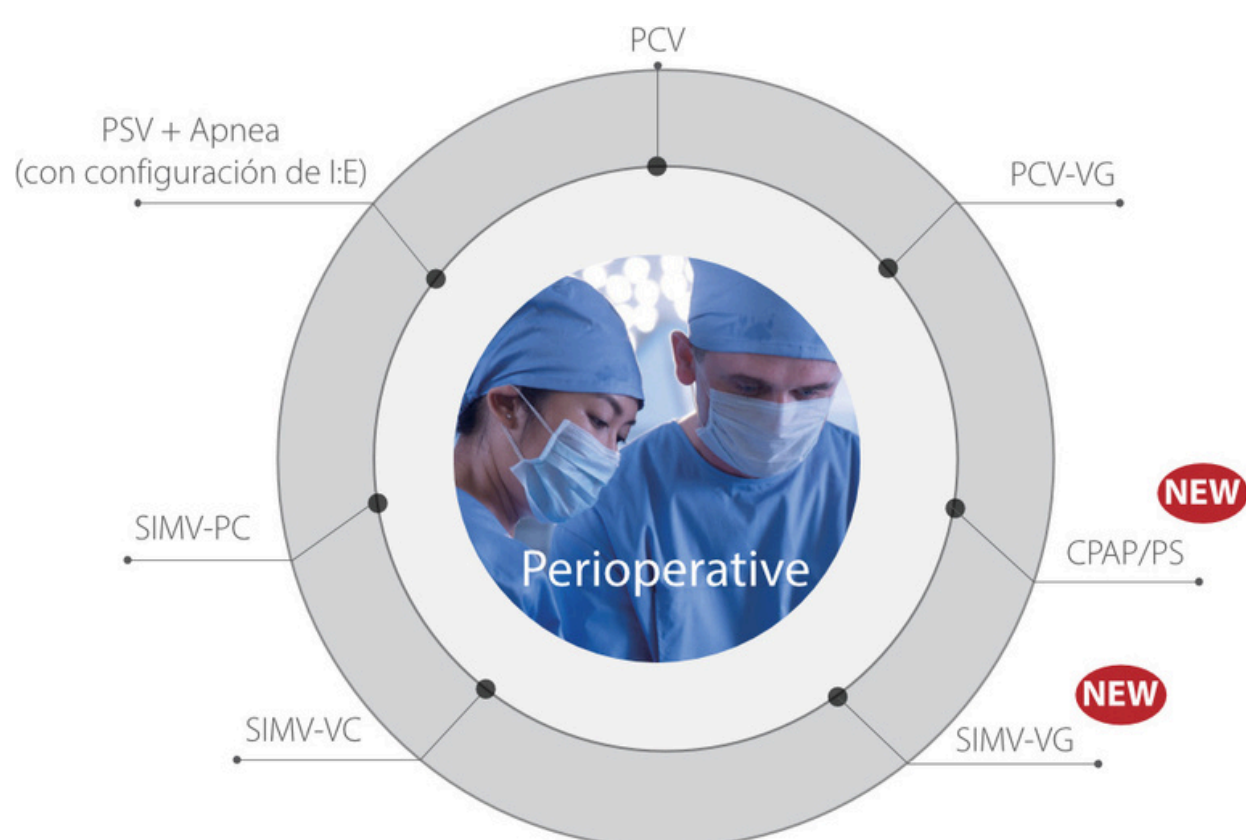 PCV
PSV + Apnea
(con configuración de I:E)
PCV-VG
NEW
SIMV-PC
CPAP/PS
Perioperative
NEW
SIMV-VC
SIMV-VG